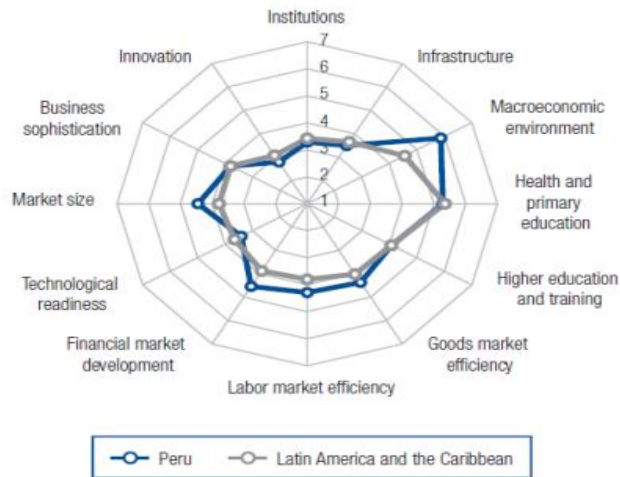 Institutions
7
6
5
4
3
2
1
Infrastructure
Macroeconomic
environment
Health and
primary
education
Higher education
and training
Goods market
efficiency
Labor market efficiency
Financial market
development
Technological
readiness
Market size
Business
sophistication
Innovation
Peru
Latin America and the Caribbean